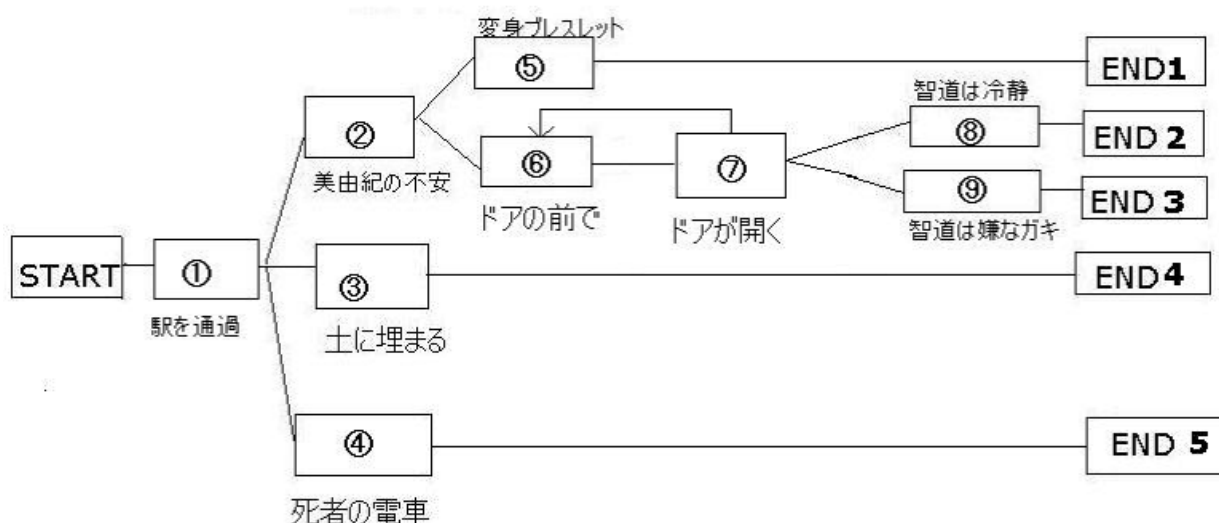 変身ブレスレット
⑤
END1
智道は冷静
②
⑧
END 2
⑥
⑦
美由紀の不安
⑨
END 3
ドアの前で
ドアが開く
智道は嫌なガキ
START
①
③
END 4
駅を通過
土に埋まる
④
END 5
死者の電車